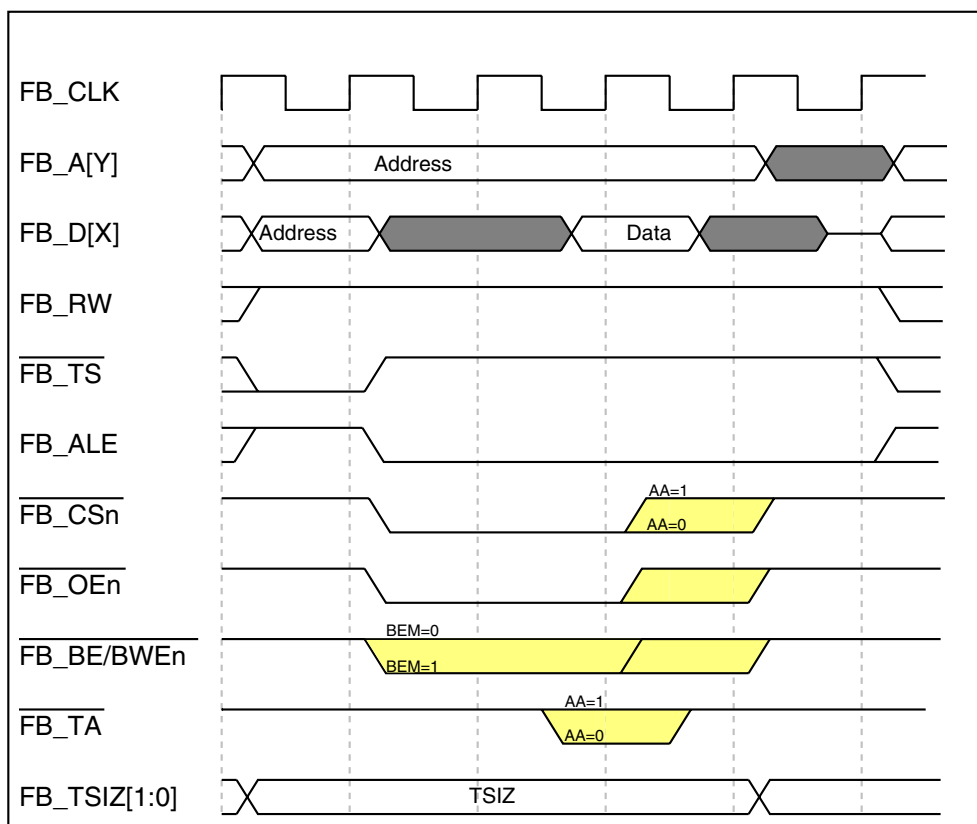 FB_CLK
FB_A[Y]
Address
FB_D[X]
Address
Data
FB_RW
FB_TS
FB_ALE
FB_CSn
AA=1
AA=0
FB_OEn
FB_BE/BWEn
BEM=0
BEM=1
FB_TA
AA=1
AA=0
FB_TSIZ[1:0]
TSIZ